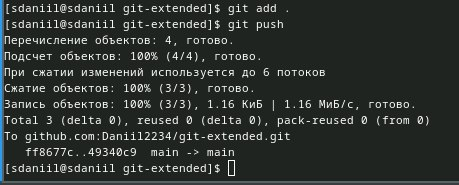 [sdaniil@sdaniil git-extended]$ git add .
[sdaniil@sdaniil git-extended]$ git push
Перечисление объектов: 4, готово.
Подсчет объектов: 100% (4/4), готово.
При сжатии изменений используется до 6 потоков
Сжатие объектов: 100% (3/3), готово.
Запись объектов: 100% (3/3), 1.16 КиБ | 1.16 МиБ/с, готово.
Total 3 (delta 0), reused 0 (delta 0), pack-reused 0 (from 0)
To github.com:Daniil2234/git-extended.git
   ff8677c..49340c9  main -> main
[sdaniil@sdaniil git-extended]$